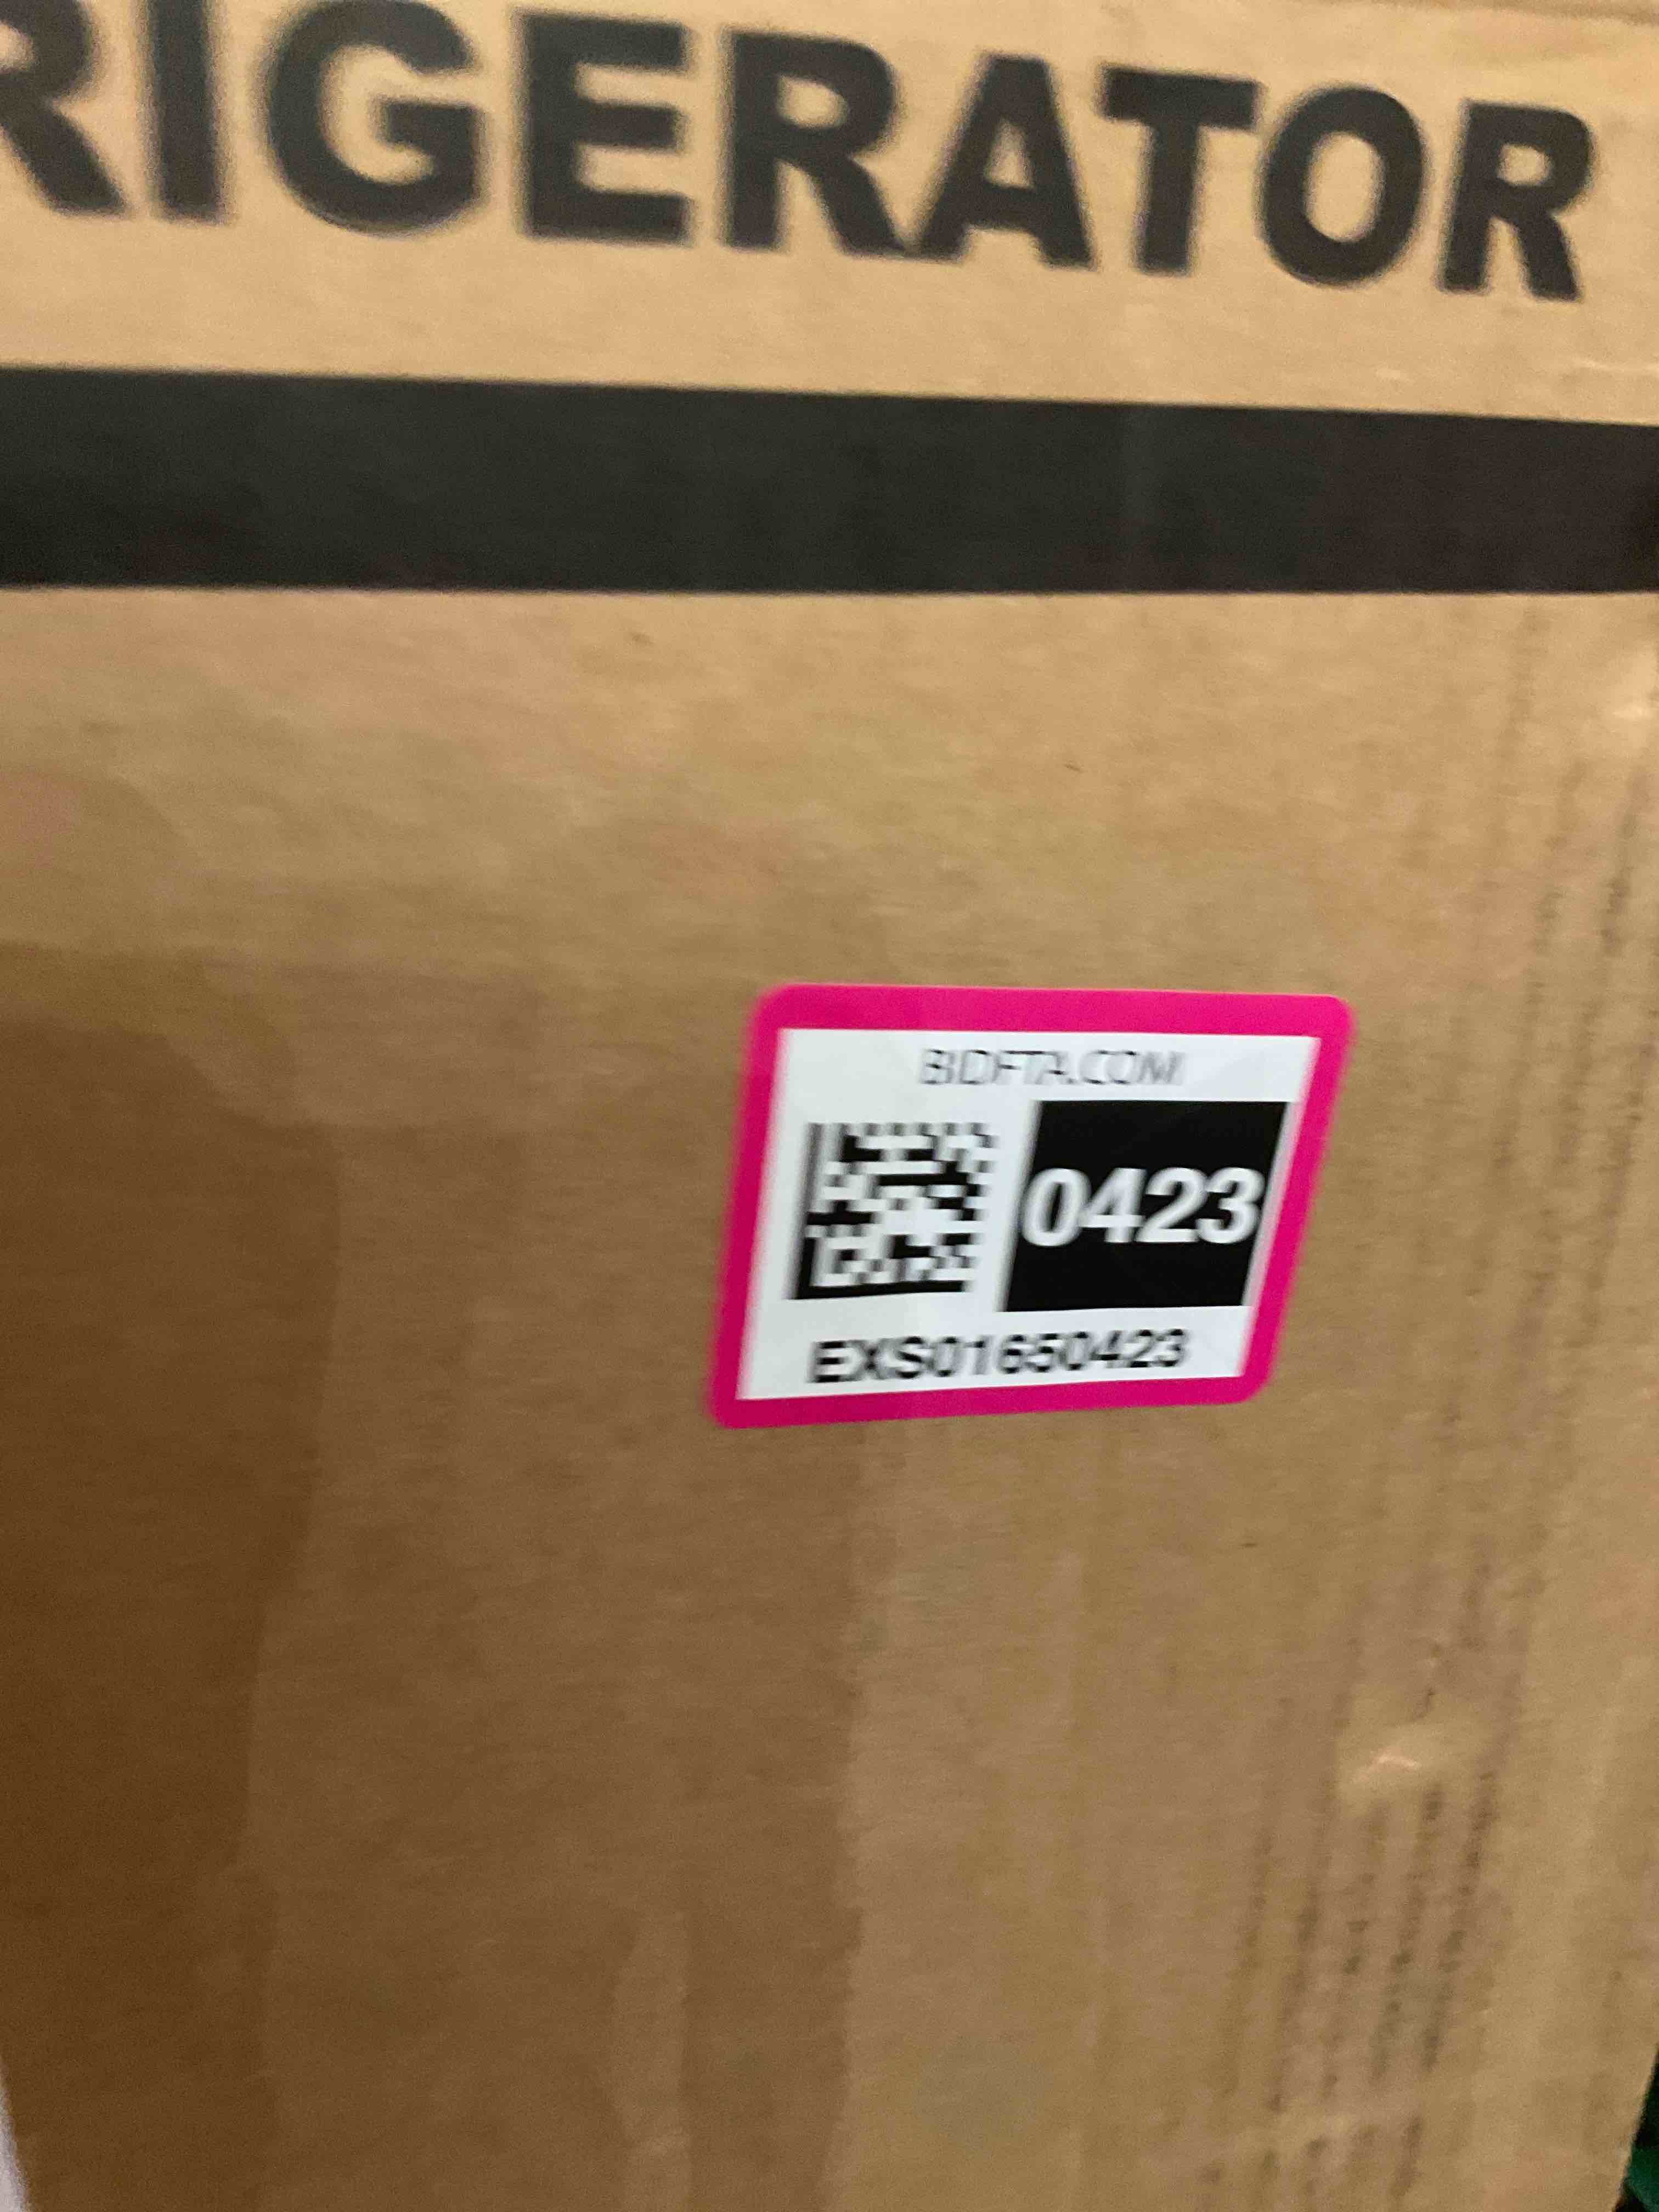 RIGERATOR
BIDFTA.COM
0423
EXS01650423